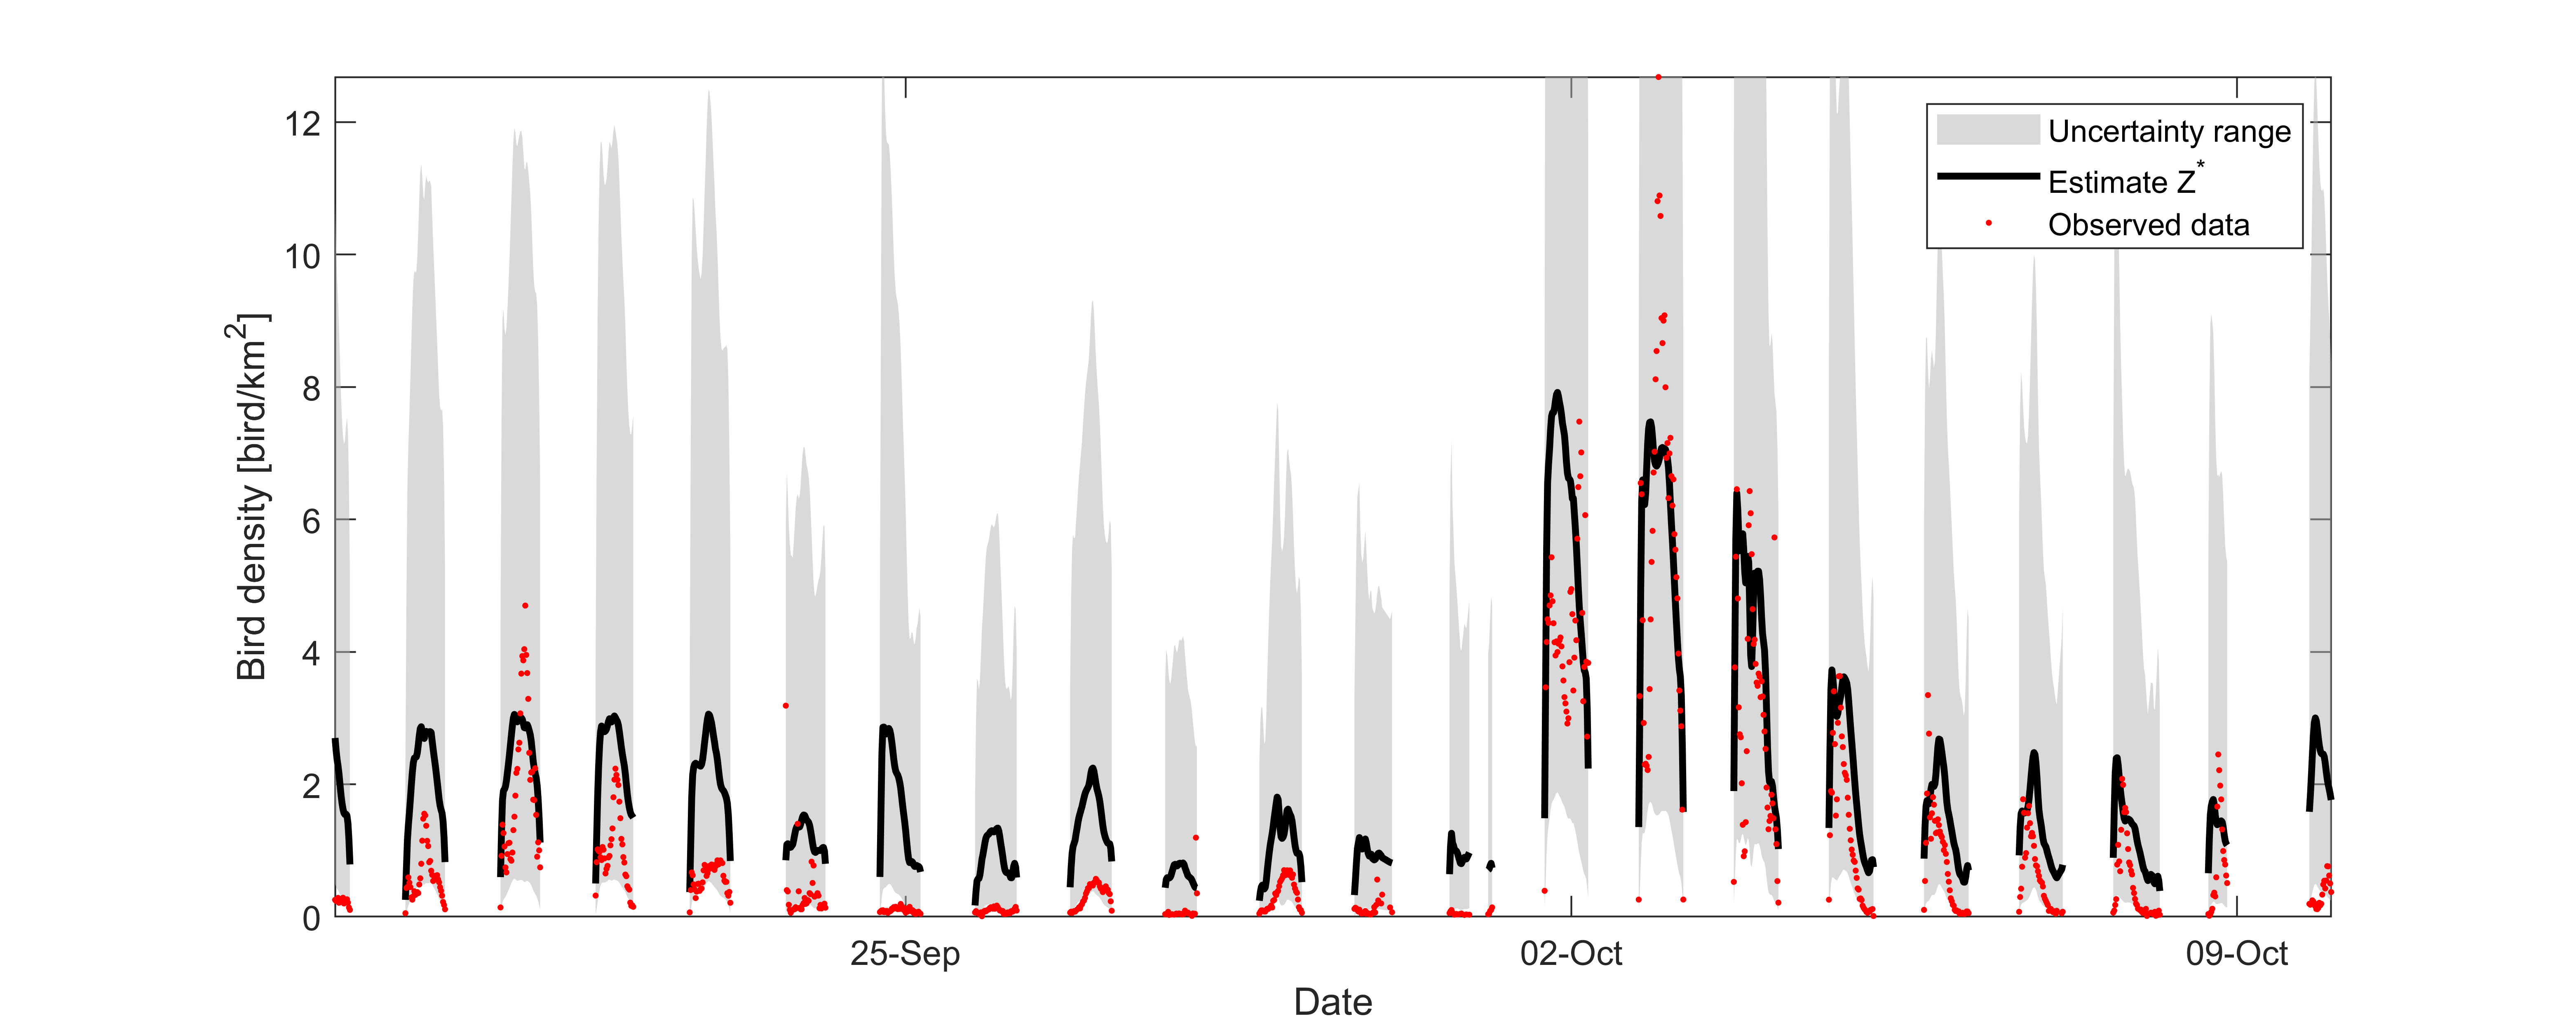 12
10
8
6
4
2
0
Bird density [bird/km²]
Uncertainty range
Estimate Z*
Observed data
25-Sep
02-Oct
09-Oct
Date